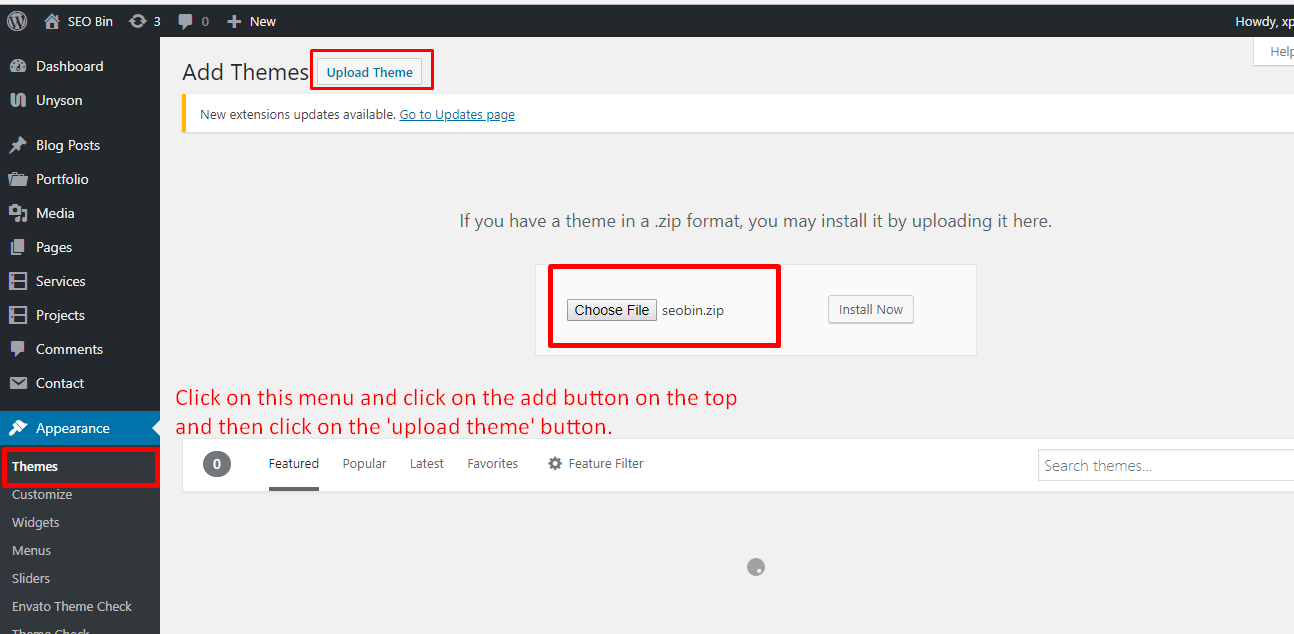 SEO Bin 3 0 New Howdy, xp
Help
Dashboard
Unyson
Blog Posts
Portfolio
Media
Pages
Services
Projects
Comments
Contact
Appearance
Themes
Customize
Widgets
Menus
Sliders
Envato Theme Check
Theme Check
Add Themes Upload Theme
New extensions updates available. Go to Updates page
If you have a theme in a .zip format, you may install it by uploading it here.
Choose File seobin.zip Install Now
Click on this menu and click on the add button on the top
and then click on the 'upload theme' button.
0 Featured Popular Latest Favorites Feature Filter Search themes...